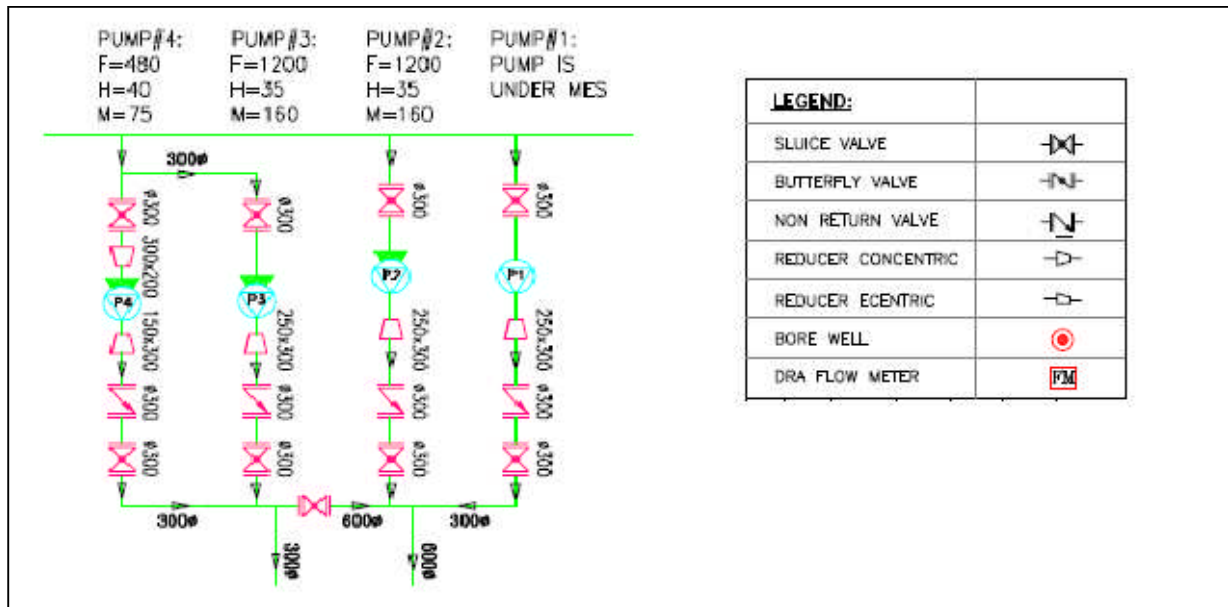 PUMP#4:
F=480
H=40
M=75
PUMP#3:
F=1200
H=35
M=160
PUMP#2:
F=1200
H=35
M=160
PUMP#1:
PUMP IS
UNDER MES
300ø
ø300
ø300
ø300
ø300
300x200
P4
P3
P2
P1
150x300
250x300
250x300
250x300
ø300
ø300
ø300
ø300
ø300
ø300
ø300
ø300
300ø
600ø
300ø
300ø
600ø
LEGEND:
SLUICE VALVE
BUTTERFLY VALVE
NON RETURN VALVE
REDUCER CONCENTRIC
REDUCER ECENTRIC
BORE WELL
DRA FLOW METER
FM